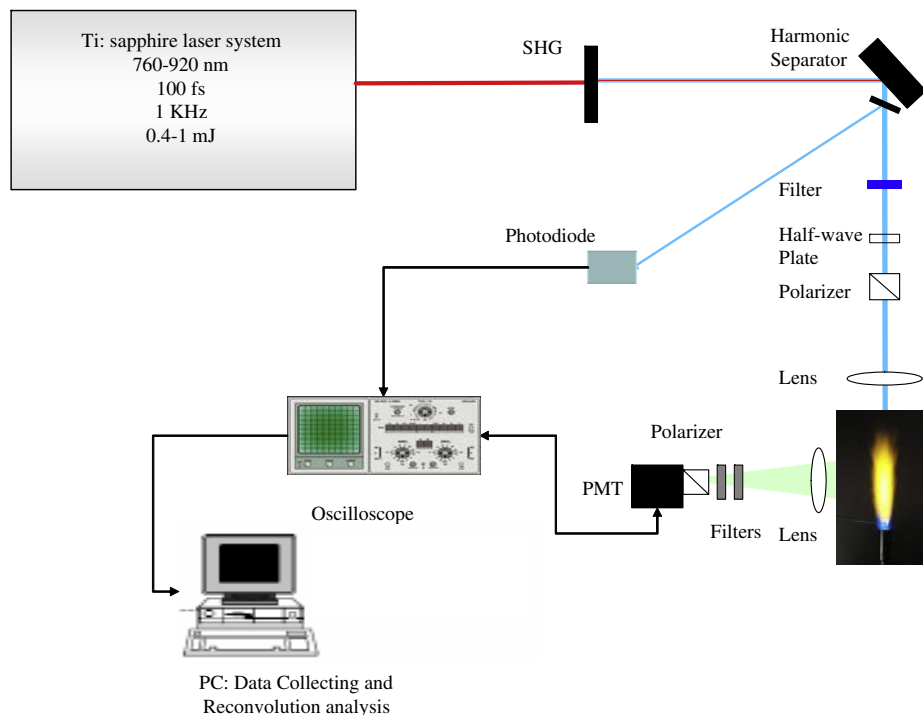 Ti: sapphire laser system
760-920 nm
100 fs
1 KHz
0.4-1 mJ
SHG
Harmonic
Separator
Filter
Photodiode
Half-wave
Plate
Polarizer
Lens
Polarizer
PMT
Filters
Lens
Oscilloscope
PC: Data Collecting and
Reconvolution analysis